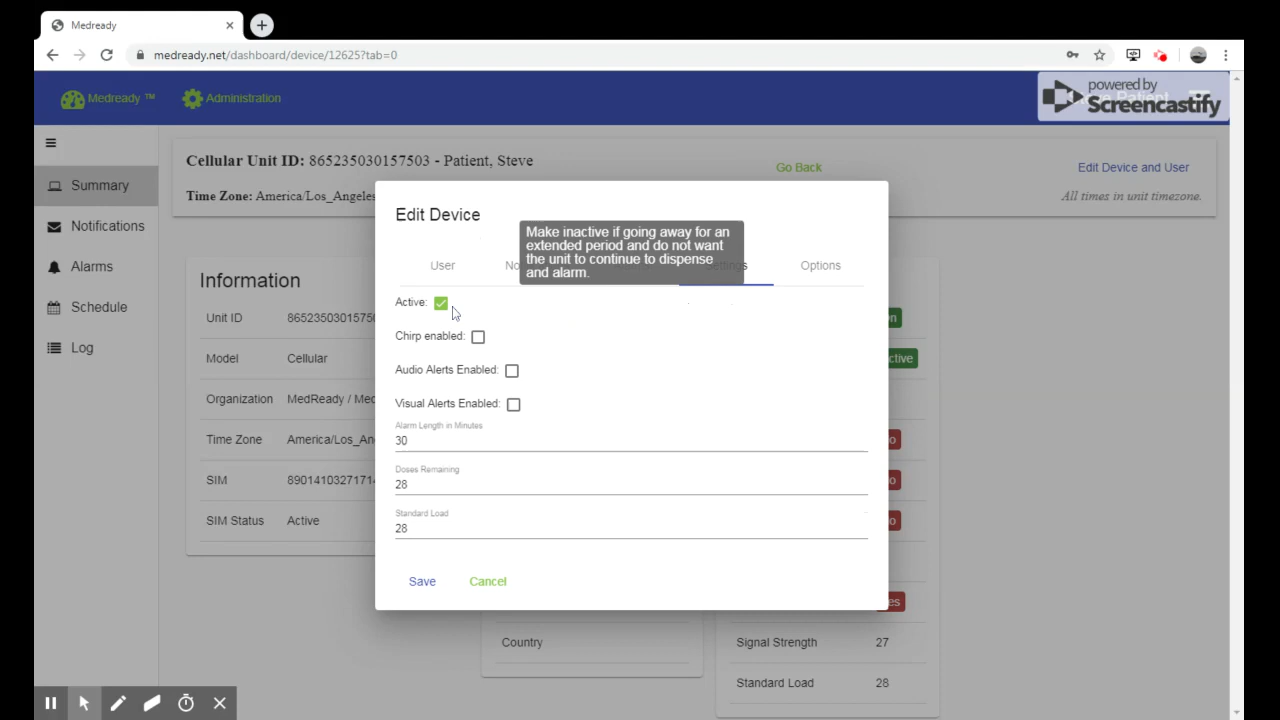 Medready
medready.net/dashboard/device/12625?tab=0
Medready ™ Administration
powered by
Screencastify
Cellular Unit ID: 865235030157503 - Patient, Steve
Go Back
Edit Device and User
Time Zone: America/Los_Angeles
All times in unit timezone.
Summary
Notifications
Alarms
Schedule
Log
Information
Unit ID 86523503015750
Model Cellular
Organization MedReady / Med
Time Zone America/Los_An
SIM 8901410327171
SIM Status Active
Edit Device
Make inactive if going away for an
extended period and do not want
the unit to continue to dispense
and alarm.
User No Settings Options
Active:
Chirp enabled:
Audio Alerts Enabled:
Visual Alerts Enabled:
Alarm Length in Minutes
30
Doses Remaining
28
Standard Load
28
Save Cancel
Country
Signal Strength 27
Standard Load 28